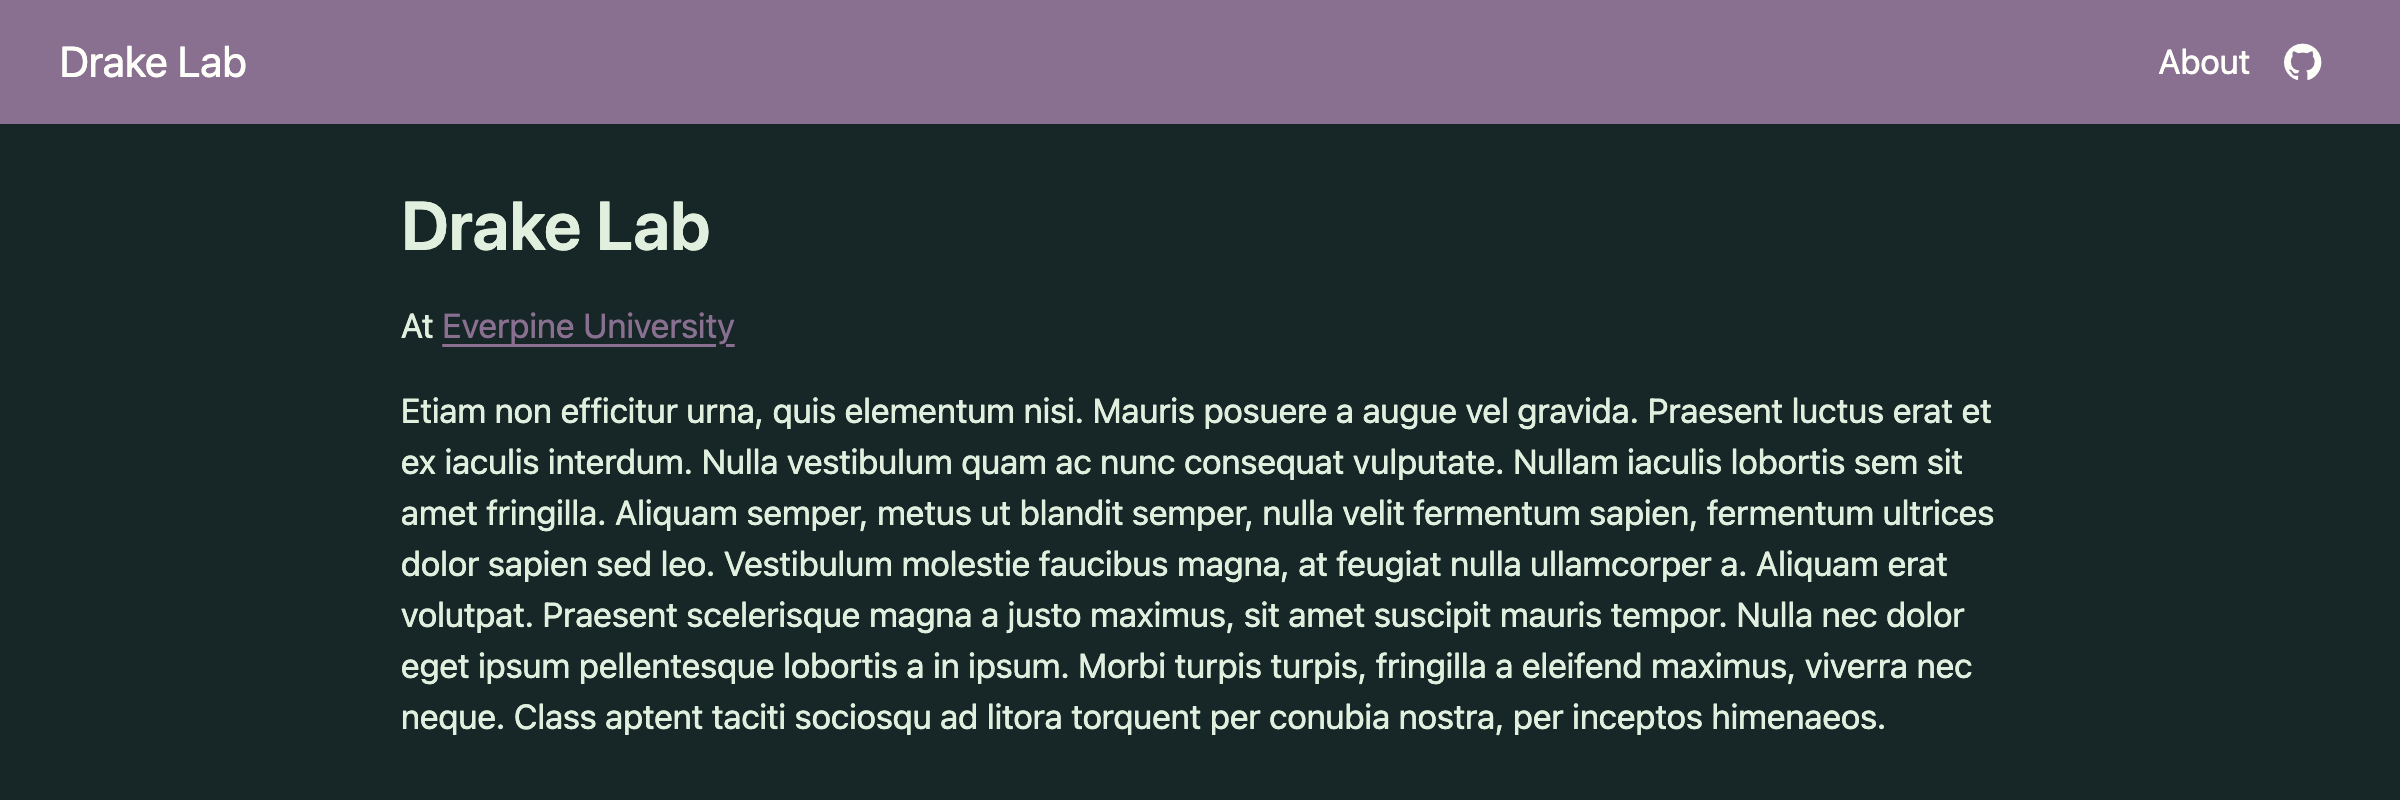 Drake Lab
About
Drake Lab
At Everpine University
Etiam non efficitur urna, quis elementum nisi. Mauris posuere a augue vel gravida. Praesent luctus erat et
ex iaculis interdum. Nulla vestibulum quam ac nunc consequat vulputate. Nullam iaculis lobortis sem sit
amet fringilla. Aliquam semper, metus ut blandit semper, nulla velit fermentum sapien, fermentum ultrices
dolor sapien sed leo. Vestibulum molestie faucibus magna, at feugiat nulla ullamcorper a. Aliquam erat
volutpat. Praesent scelerisque magna a justo maximus, sit amet suscipit mauris tempor. Nulla nec dolor
eget ipsum pellentesque lobortis a in ipsum. Morbi turpis turpis, fringilla a eleifend maximus, viverra nec
neque. Class aptent taciti sociosqu ad litora torquent per conubia nostra, per inceptos himenaeos.